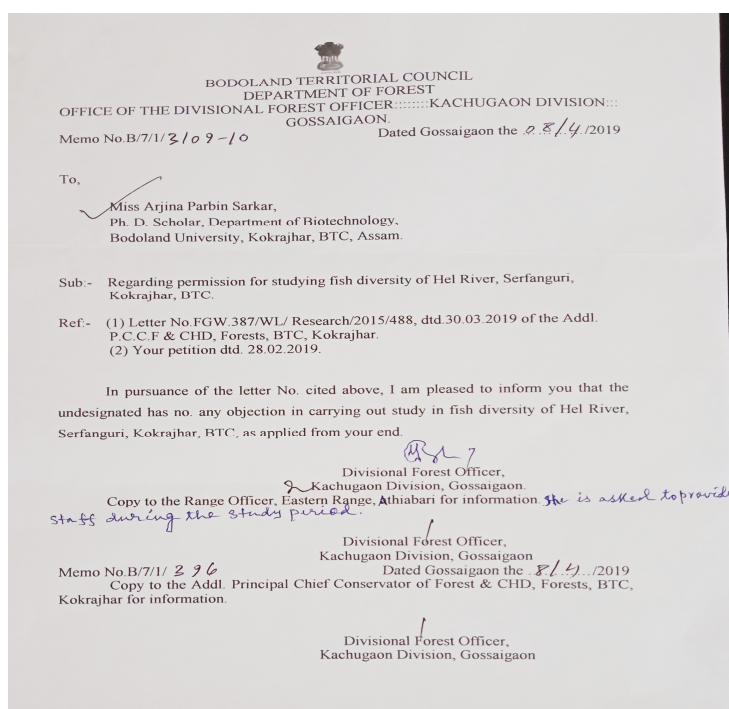 BODOLAND TERRITORIAL COUNCIL
DEPARTMENT OF FOREST
OFFICE OF THE DIVISIONAL FOREST OFFICER::::::::KACHUGAON DIVISION:::
GOSSAIGAON.
Memo No.B/7/1/3109-10 Dated Gossaigaon the 08/4/2019
To,
Miss Arjina Parbin Sarkar,
Ph. D. Scholar, Department of Biotechnology,
Bodoland University, Kokrajhar, BTC, Assam.
Sub:- Regarding permission for studying fish diversity of Hel River, Serfanguri,
Kokrajhar, BTC.
Ref:- (1) Letter No.FGW.387/WL/ Research/2015/488, dtd.30.03.2019 of the Addl.
P.C.C.F & CHD, Forests, BTC, Kokrajhar.
(2) Your petition dtd. 28.02.2019.
In pursuance of the letter No. cited above, I am pleased to inform you that the
undesignated has no. any objection in carrying out study in fish diversity of Hel River,
Serfanguri, Kokrajhar, BTC, as applied from your end.
Divisional Forest Officer,
Kachugaon Division, Gossaigaon.
Copy to the Range Officer, Eastern Range, Athiabari for information. She is asked to provide
staff during the study period.
Divisional Forest Officer,
Kachugaon Division, Gossaigaon
Memo No.B/7/1/ 396 Dated Gossaigaon the 8/4/2019
Copy to the Addl. Principal Chief Conservator of Forest & CHD, Forests, BTC,
Kokrajhar for information.
Divisional Forest Officer,
Kachugaon Division, Gossaigaon